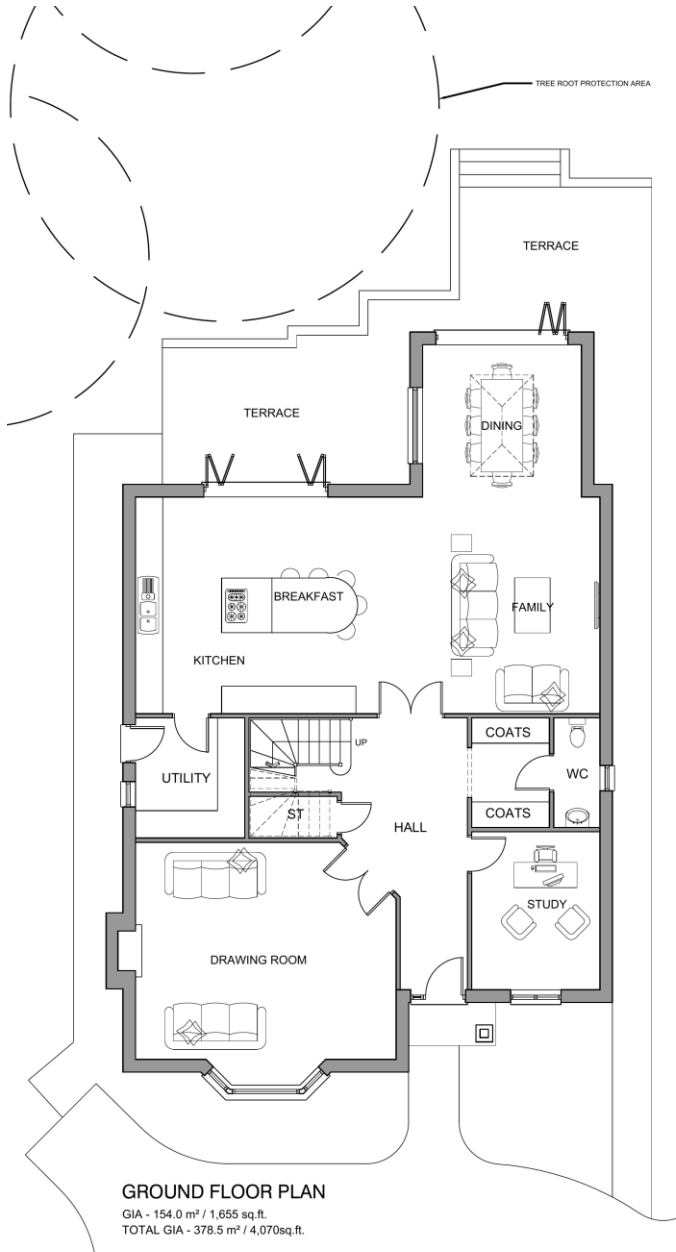 TREE ROOT PROTECTION AREA
TERRACE
TERRACE
DINING
BREAKFAST
FAMILY
KITCHEN
COATS
UP
WC
UTILITY
COATS
ST
HALL
STUDY
DRAWING ROOM
GROUND FLOOR PLAN
GIA - 154.0 m² / 1,655 sq.ft.
TOTAL GIA - 378.5 m² / 4,070sq.ft.